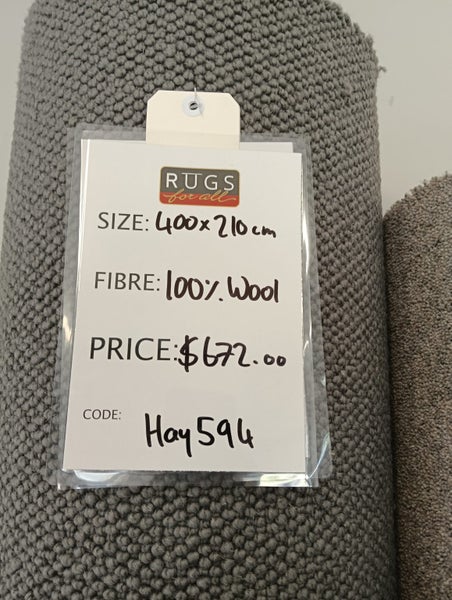 RUGS
for all
SIZE: 400x210cm
FIBRE: 100% Wool
PRICE: $672.00
CODE: Hay594